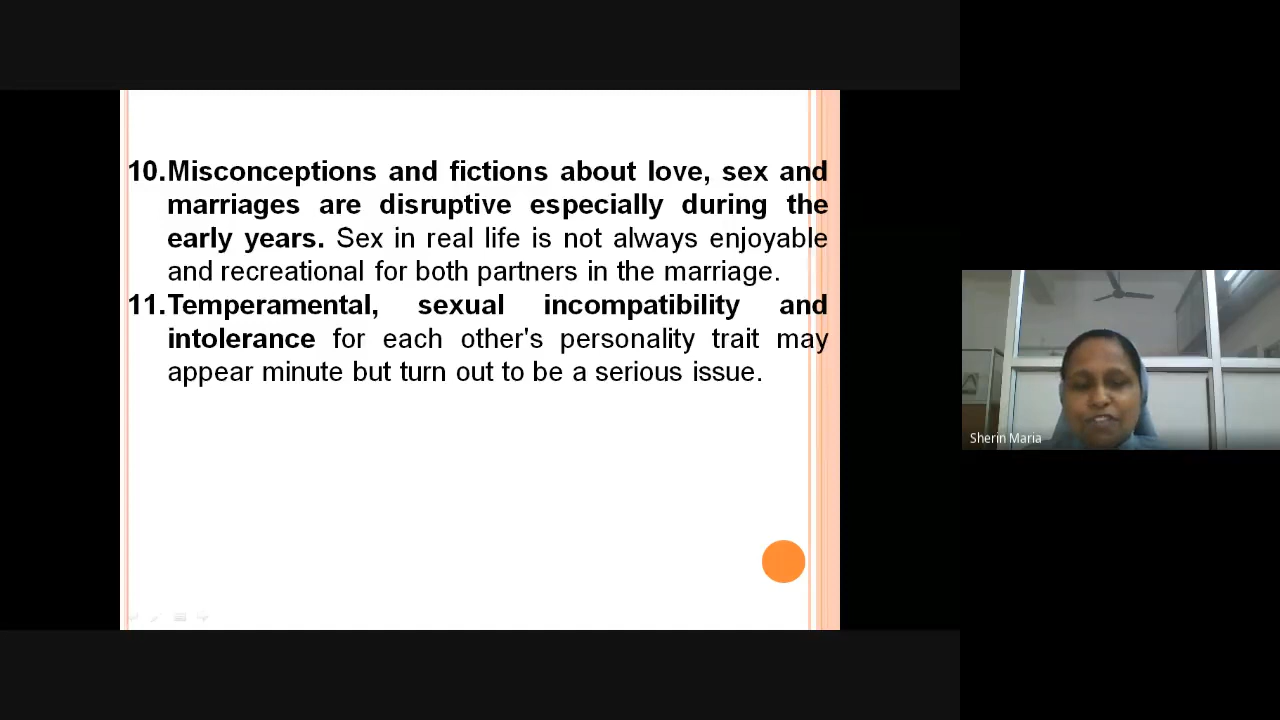 10.Misconceptions and fictions about love, sex and
marriages are disruptive especially during the
early years. Sex in real life is not always enjoyable
and recreational for both partners in the marriage.
11.Temperamental, sexual incompatibility and
intolerance for each other's personality trait may
appear minute but turn out to be a serious issue.
Sherin Maria